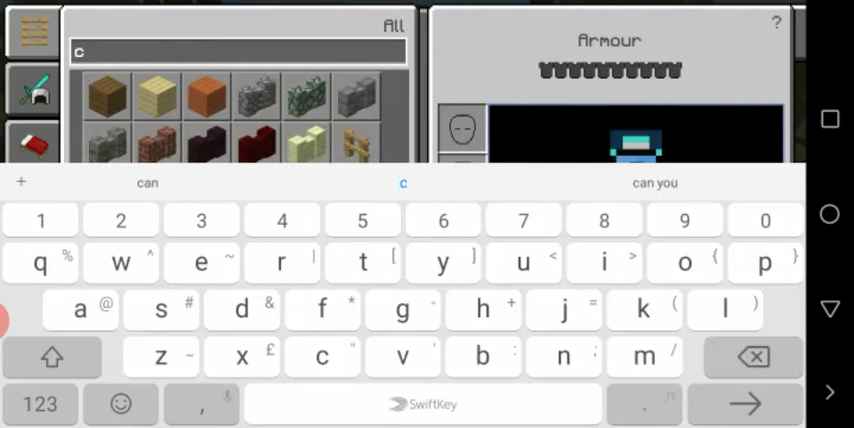 All
?
Armour
c
+ can c can you
1 2 3 4 5 6 7 8 9 0
q % w ^ e ~ r | t [ y ] u < i > o { p }
a @ s # d & f * g - h + j = k ( l )
z _ x £ c " v ' b : n ; m /
123 , SwiftKey . !?